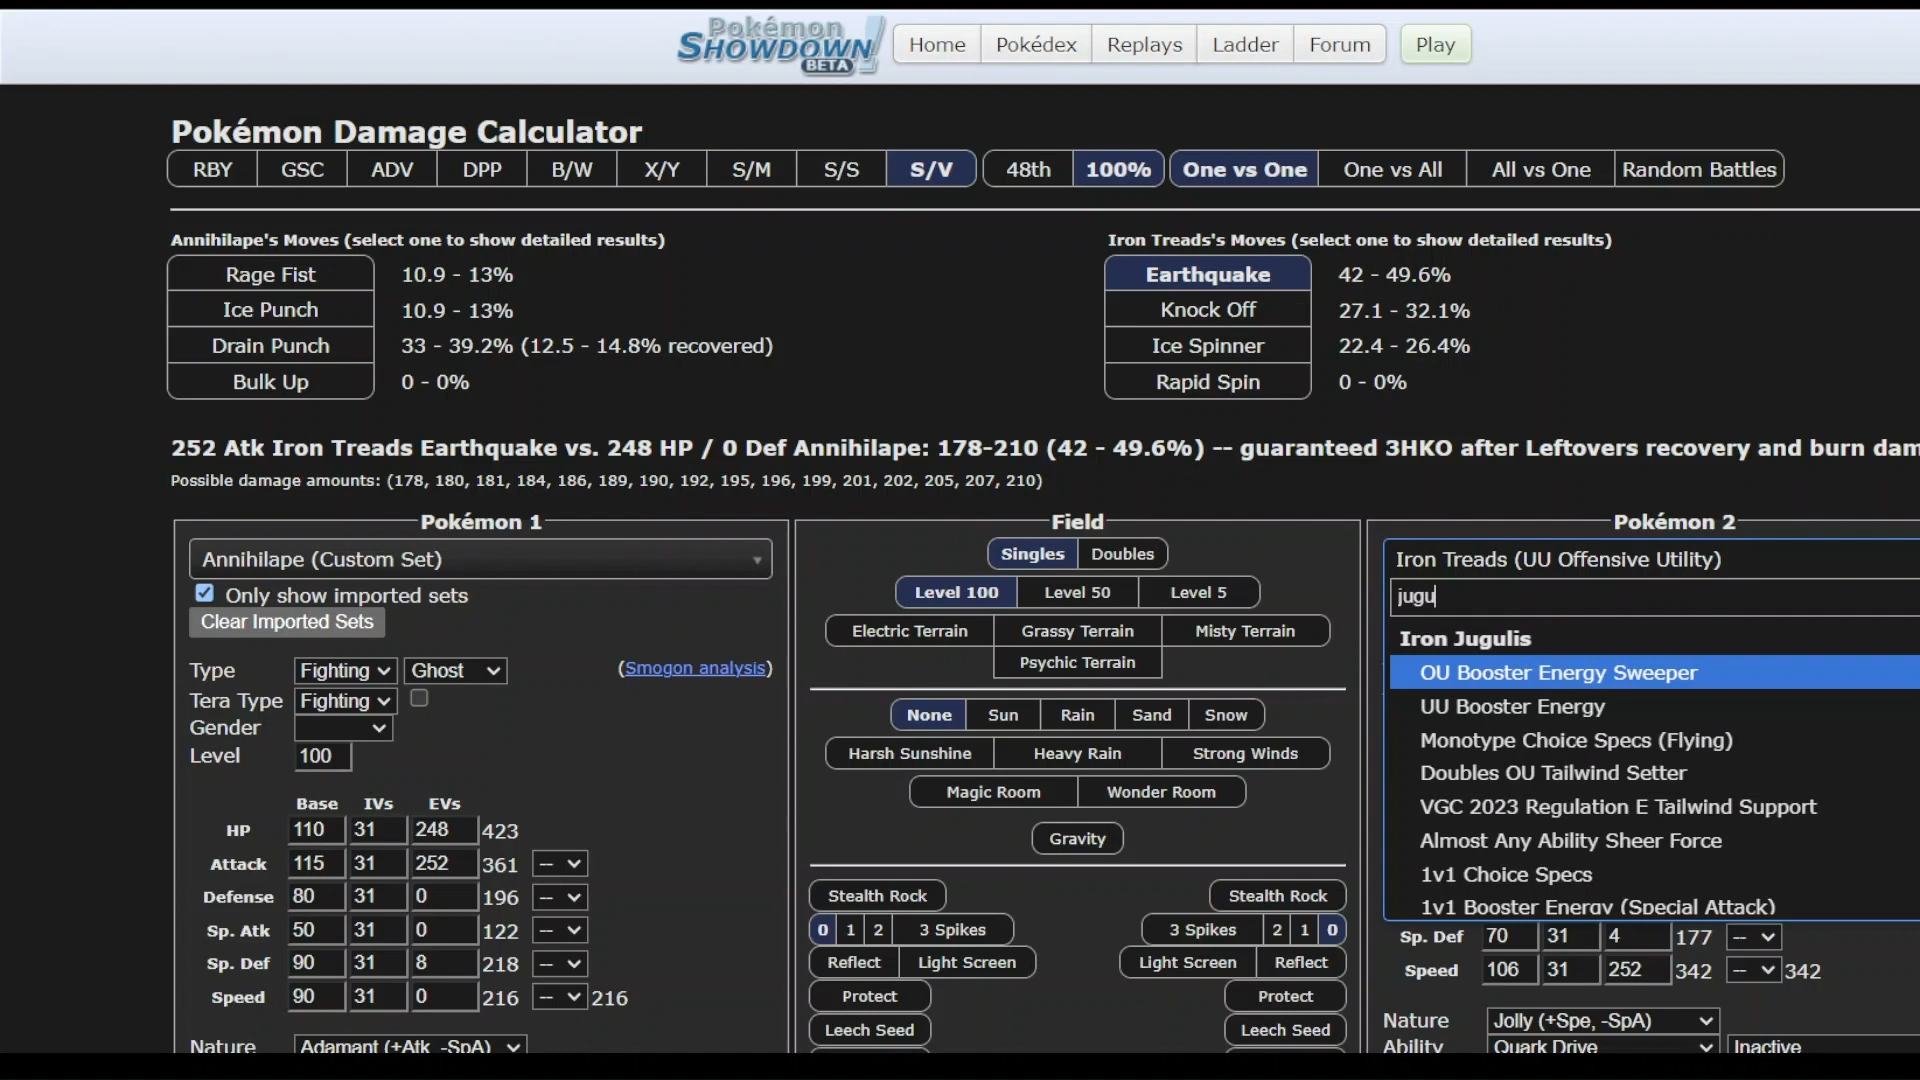 Pokémon
SHOWDOWN!
BETA
Home Pokédex Replays Ladder Forum Play
Pokémon Damage Calculator
RBY GSC ADV DPP B/W X/Y S/M S/S S/V 48th 100% One vs One One vs All All vs One Random Battles
Annihilape's Moves (select one to show detailed results)
Rage Fist 10.9 - 13%
Ice Punch 10.9 - 13%
Drain Punch 33 - 39.2% (12.5 - 14.8% recovered)
Bulk Up 0 - 0%
Iron Treads's Moves (select one to show detailed results)
Earthquake 42 - 49.6%
Knock Off 27.1 - 32.1%
Ice Spinner 22.4 - 26.4%
Rapid Spin 0 - 0%
252 Atk Iron Treads Earthquake vs. 248 HP / 0 Def Annihilape: 178-210 (42 - 49.6%) -- guaranteed 3HKO after Leftovers recovery and burn dam
Possible damage amounts: (178, 180, 181, 184, 186, 189, 190, 192, 195, 196, 199, 201, 202, 205, 207, 210)
Pokémon 1
Annihilape (Custom Set)
Only show imported sets
Clear Imported Sets
Type Fighting Ghost (Smogon analysis)
Tera Type Fighting
Gender
Level 100
Base IVs EVs
HP 110 31 248 423
Attack 115 31 252 361 --
Defense 80 31 0 196 --
Sp. Atk 50 31 0 122 --
Sp. Def 90 31 8 218 --
Speed 90 31 0 216 -- 216
Nature Adamant (+Atk, -SpA)
Field
Singles Doubles
Level 100 Level 50 Level 5
Electric Terrain Grassy Terrain Misty Terrain
Psychic Terrain
None Sun Rain Sand Snow
Harsh Sunshine Heavy Rain Strong Winds
Magic Room Wonder Room
Gravity
Stealth Rock Stealth Rock
0 1 2 3 Spikes 3 Spikes 2 1 0
Reflect Light Screen Light Screen Reflect
Protect Protect
Leech Seed Leech Seed
Pokémon 2
Iron Treads (UU Offensive Utility)
jugu
Iron Jugulis
OU Booster Energy Sweeper
UU Booster Energy
Monotype Choice Specs (Flying)
Doubles OU Tailwind Setter
VGC 2023 Regulation E Tailwind Support
Almost Any Ability Sheer Force
1v1 Choice Specs
1v1 Booster Energy (Special Attack)
Sp. Def 70 31 4 177 --
Speed 106 31 252 342 -- 342
Nature Jolly (+Spe, -SpA)
Ability Quark Drive Inactive